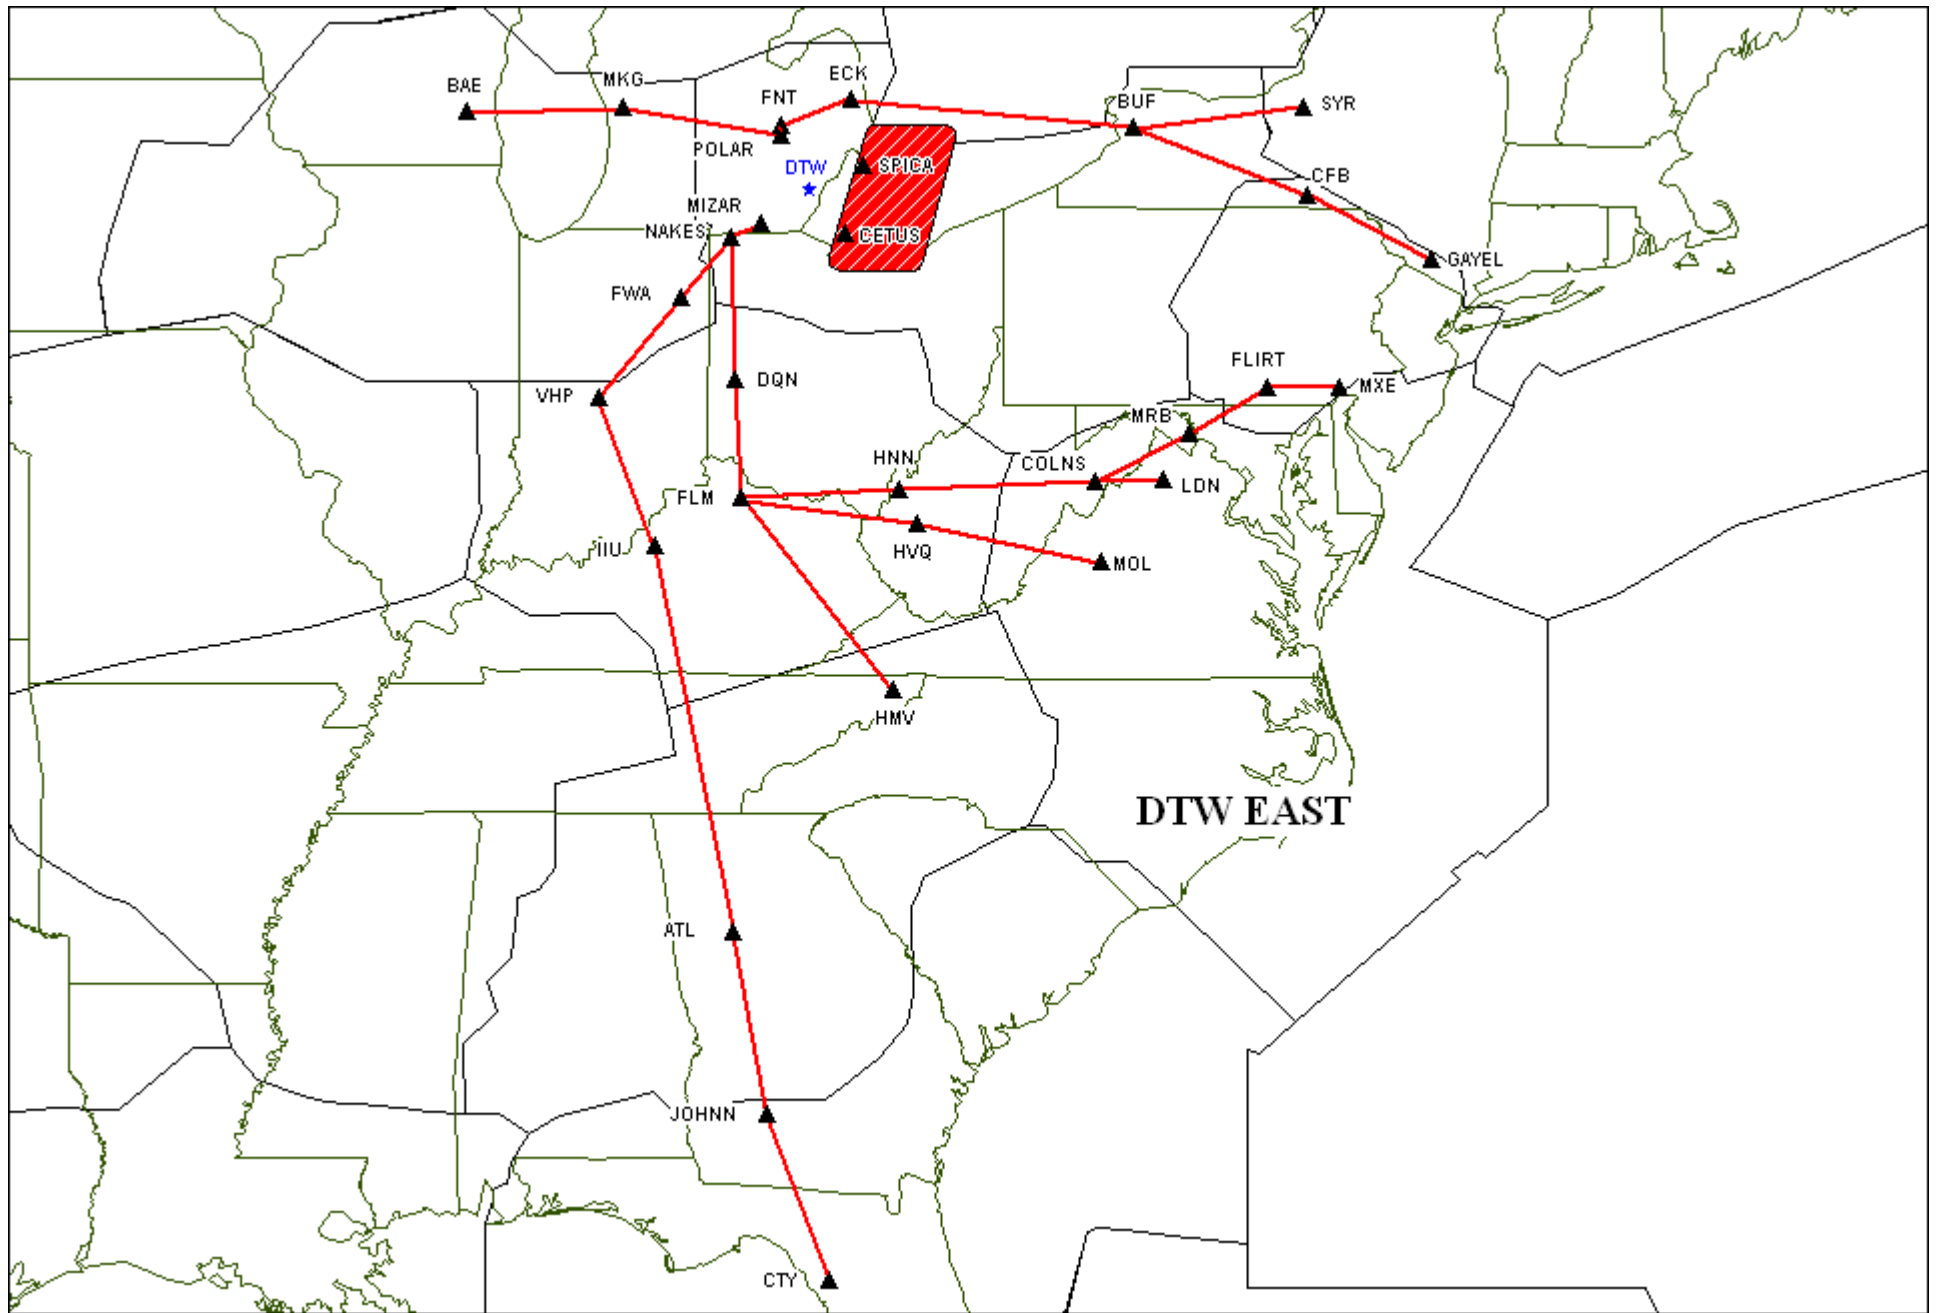 ECK
BAE
MKG
FNT
BUF
SYR
POLAR
DTW
SPICA
CFB
MIZAR
NAKES
CETUS
GAYEL
FWA
FLIRT
DQN
MXE
VHP
MRB
HNN
COLNS
LDN
FLM
IIU
HVQ
MOL
HMV
DTW EAST
ATL
JOHNN
CTY